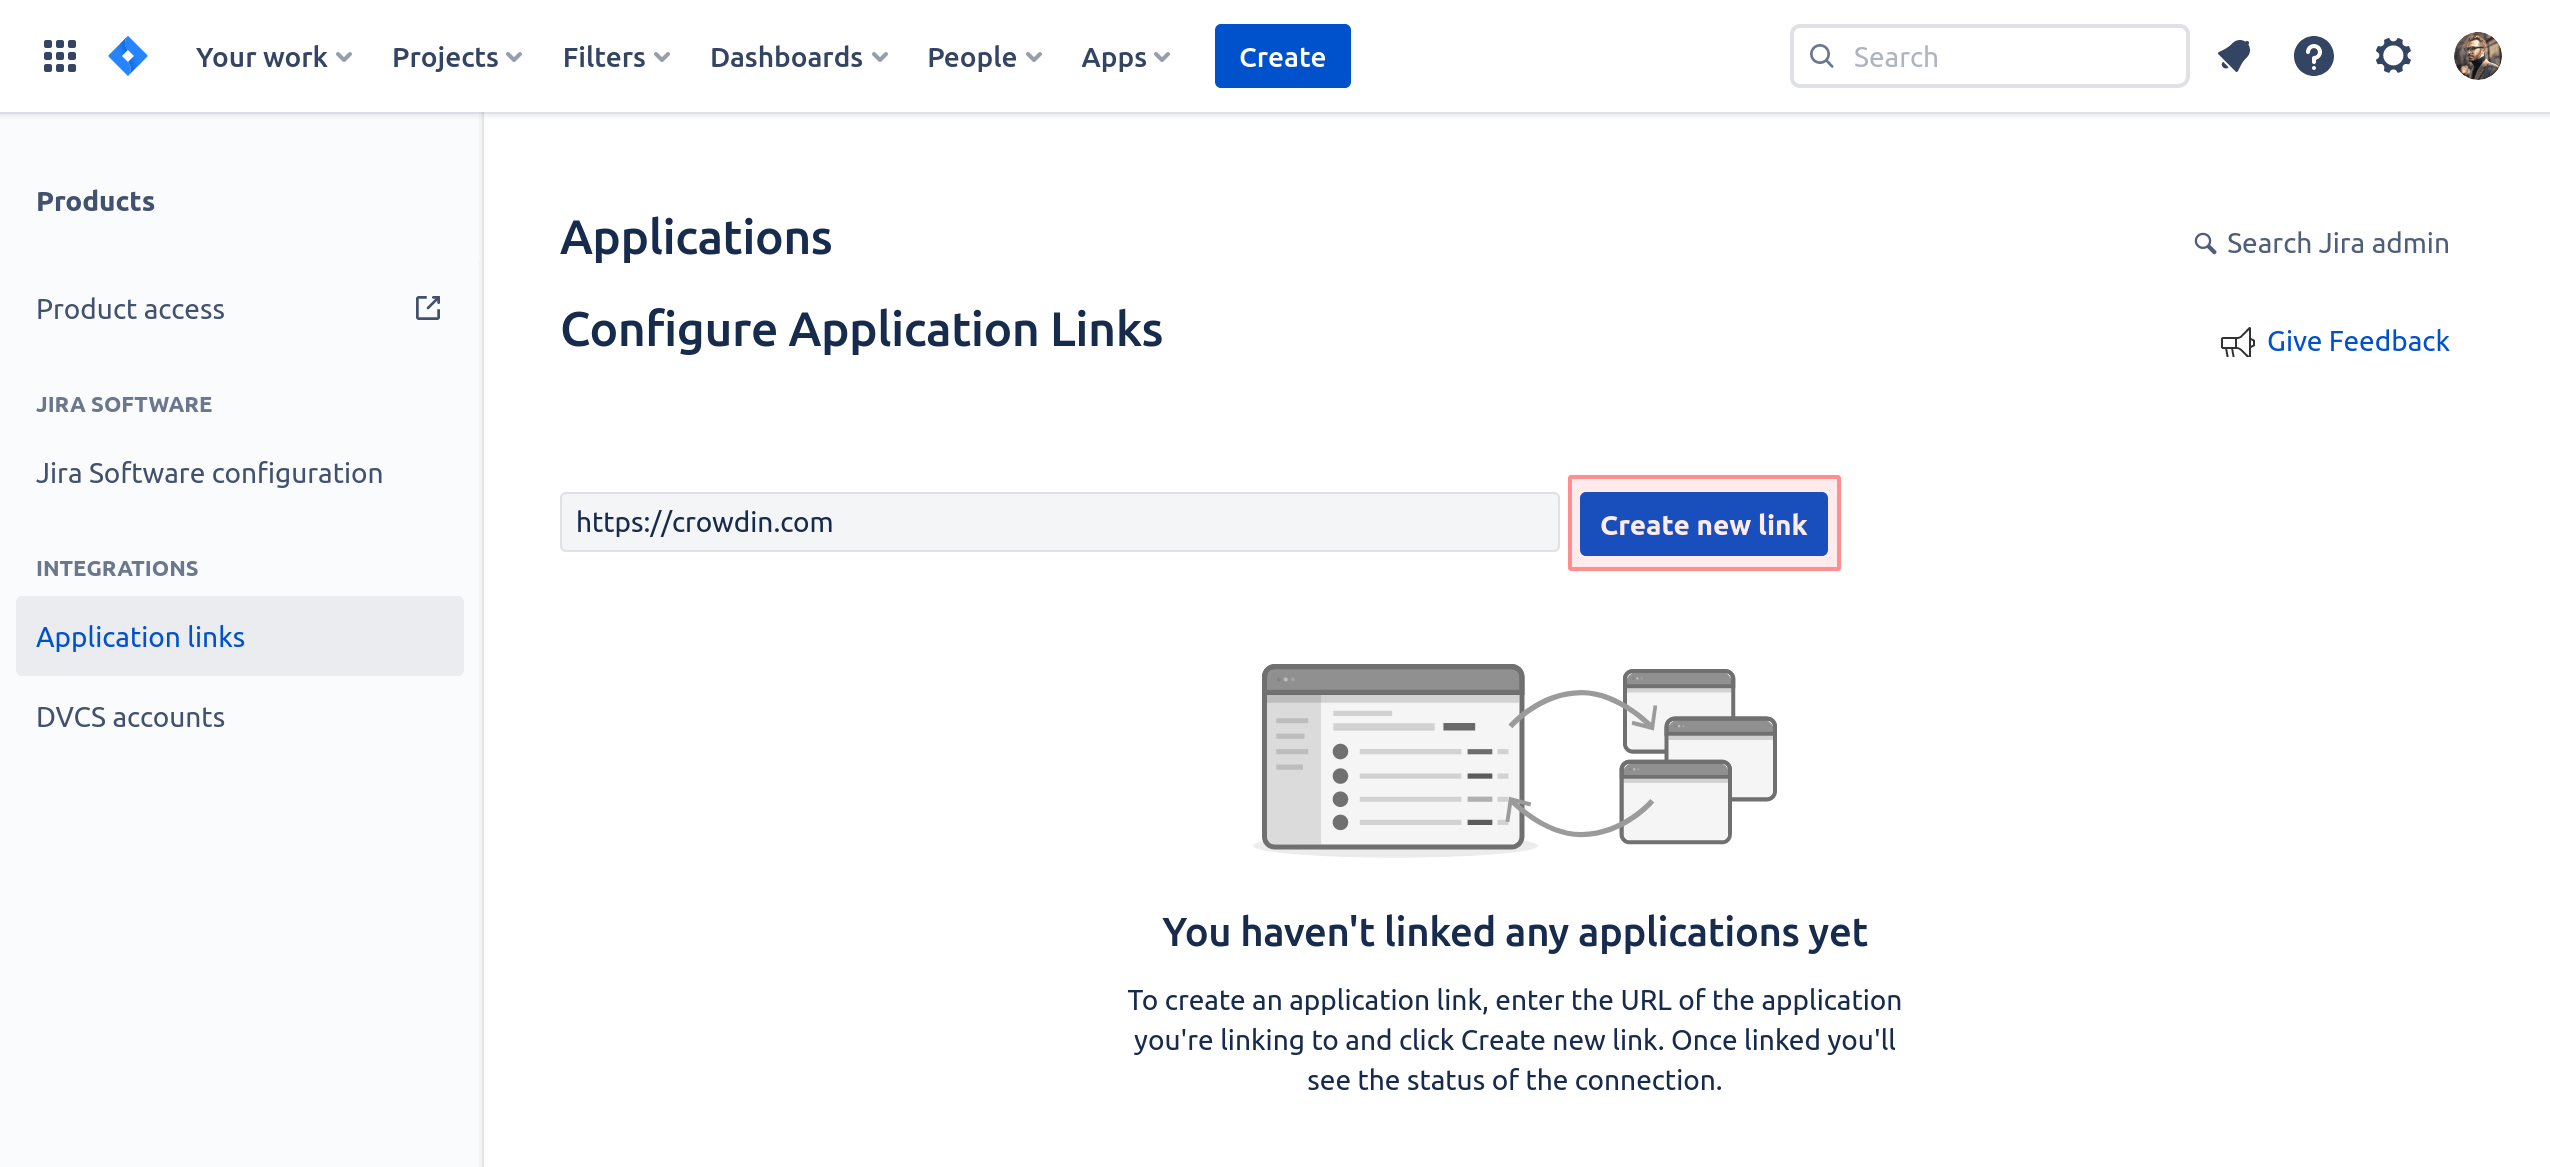 Your work Projects Filters Dashboards People Apps Create Search
Products
Product access
JIRA SOFTWARE
Jira Software configuration
INTEGRATIONS
Application links
DVCS accounts
Applications
Search Jira admin
Configure Application Links
Give Feedback
https://crowdin.com
Create new link
You haven't linked any applications yet
To create an application link, enter the URL of the application
you're linking to and click Create new link. Once linked you'll
see the status of the connection.